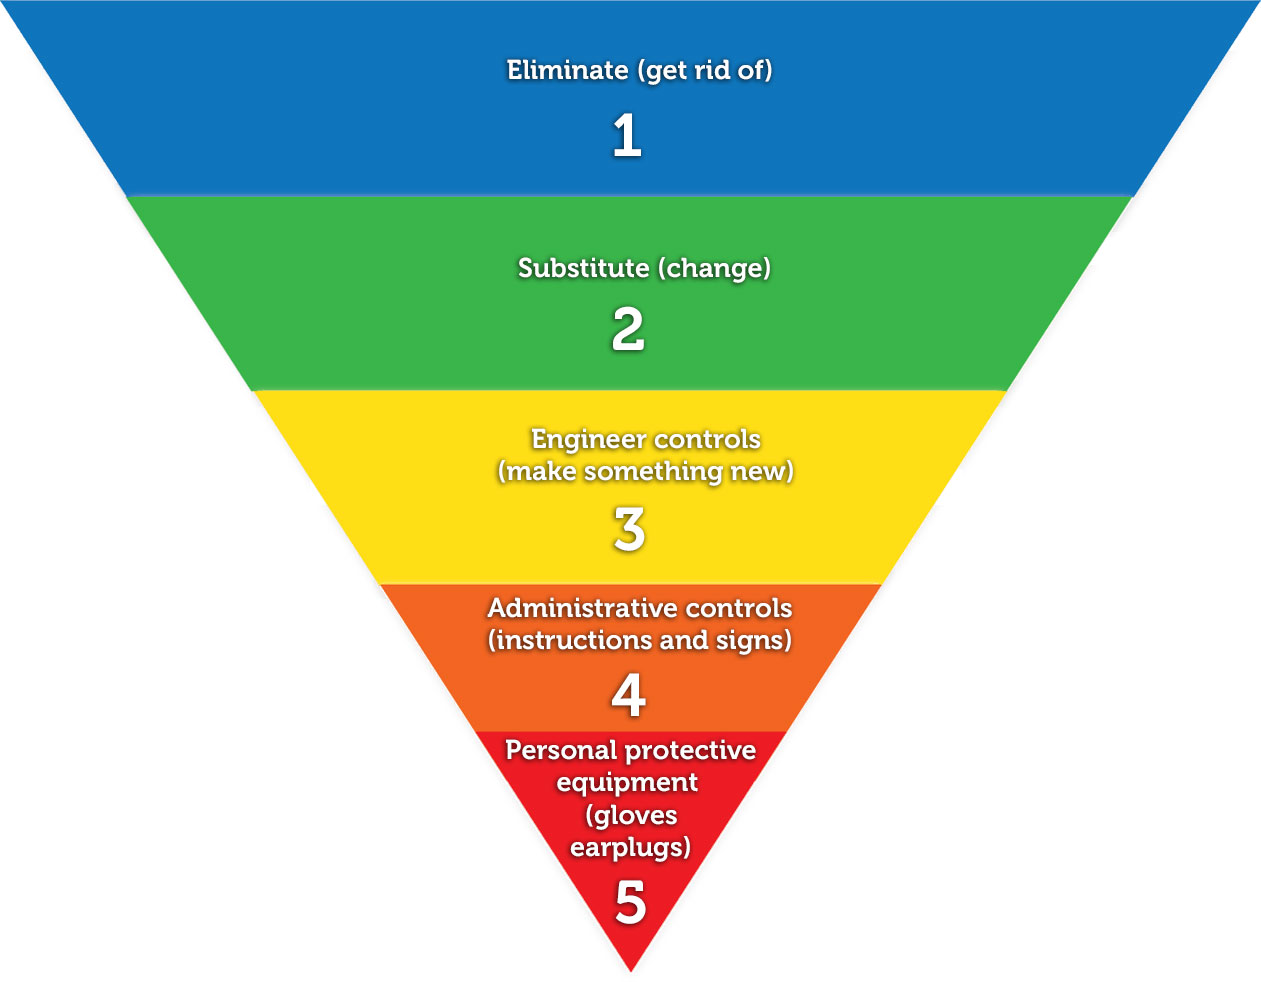 Eliminate (get rid of)
1
Substitute (change)
2
Engineer controls
(make something new)
3
Administrative controls
(instructions and signs)
4
Personal protective
equipment
(gloves
earplugs)
5